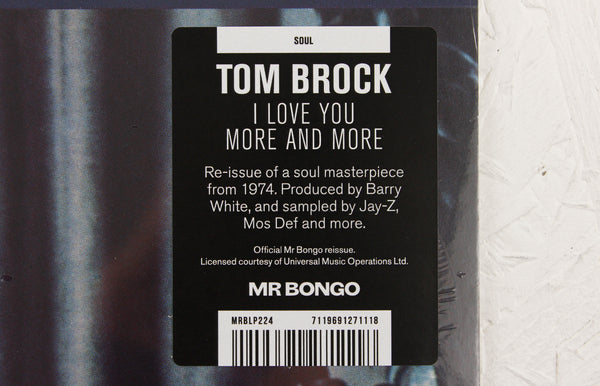 SOUL
TOM BROCK
I LOVE YOU
MORE AND MORE
Re-issue of a soul masterpiece
from 1974. Produced by Barry
White, and sampled by Jay-Z,
Mos Def and more.
Official Mr Bongo reissue.
Licensed courtesy of Universal Music Operations Ltd.
MR BONGO
MRBLP224 7119691271118